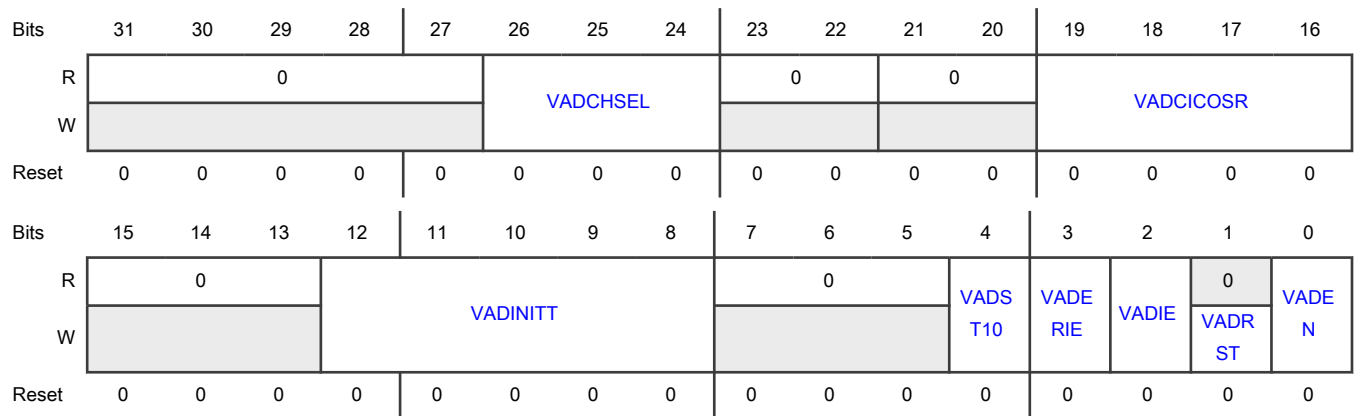 Bits 31 30 29 28 27 26 25 24 23 22 21 20 19 18 17 16
R 0 VADCHSEL 0 0 VADCICOSR
W
Reset 0 0 0 0 0 0 0 0 0 0 0 0 0 0 0 0
Bits 15 14 13 12 11 10 9 8 7 6 5 4 3 2 1 0
R 0 VADINITT 0 VADS VADE VADIE 0 VADE
W T10 RIE VADR N
ST
Reset 0 0 0 0 0 0 0 0 0 0 0 0 0 0 0 0